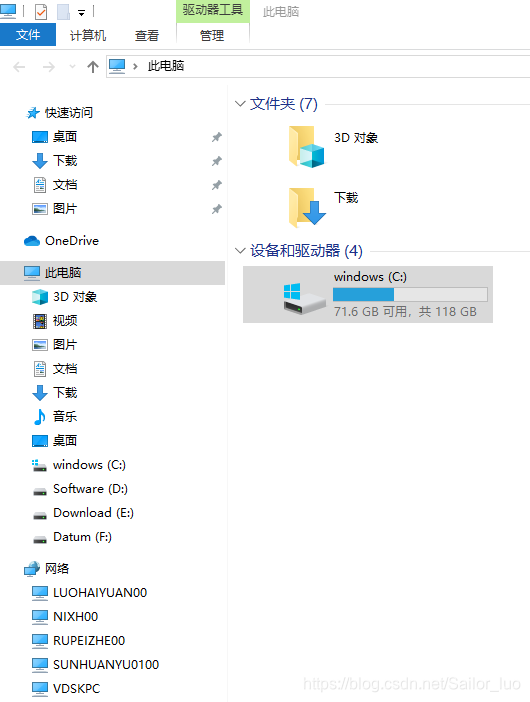 驱动器工具
此电脑
文件
计算机
查看
管理
此电脑
快速访问
桌面
下载
文档
图片
OneDrive
此电脑
3D 对象
视频
图片
文档
下载
音乐
桌面
windows (C:)
Software (D:)
Download (E:)
Datum (F:)
网络
LUOHAIYUAN00
NIXH00
RUPEIZHE00
SUNHUANYU0100
VDSKPC
文件夹 (7)
3D 对象
下载
设备和驱动器 (4)
windows (C:)
71.6 GB 可用，共 118 GB
https://blog.csdn.net/Sailor_luo